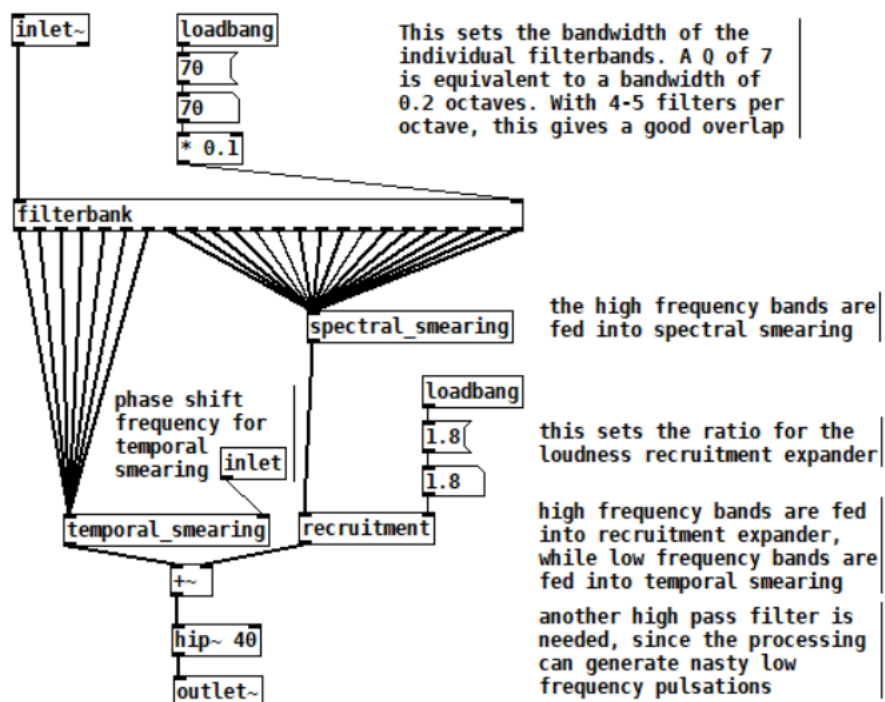 inlet~
loadbang
70
70
* 0.1
This sets the bandwidth of the
individual filterbands. A Q of 7
is equivalent to a bandwidth of
0.2 octaves. With 4-5 filters per
octave, this gives a good overlap
filterbank
spectral_smearing
the high frequency bands are
fed into spectral smearing
phase shift
frequency for
temporal
smearing
inlet
loadbang
1.8
1.8
this sets the ratio for the
loudness recruitment expander
temporal_smearing
recruitment
high frequency bands are fed
into recruitment expander,
while low frequency bands are
fed into temporal smearing
+~
hip~ 40
outlet~
another high pass filter is
needed, since the processing
can generate nasty low
frequency pulsations